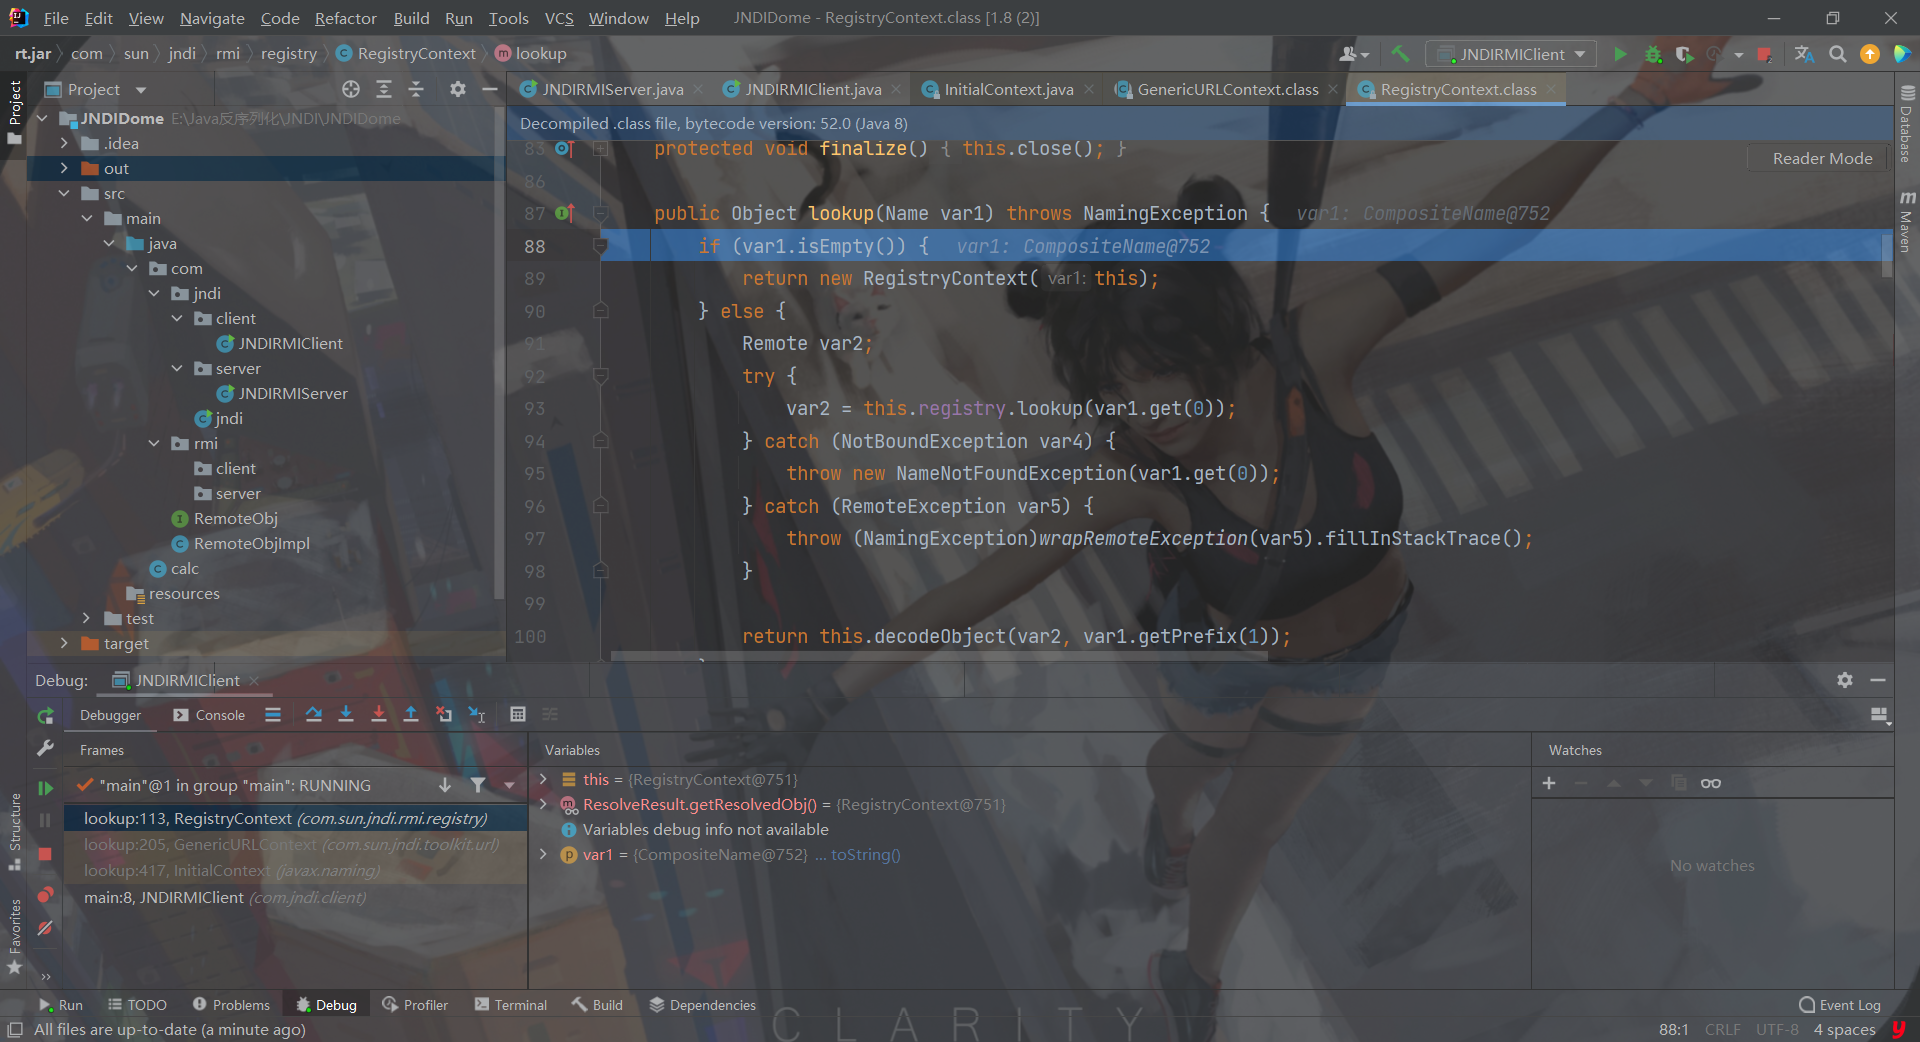 File Edit View Navigate Code Refactor Build Run Tools VCS Window Help JNDIDome - RegistryContext.class [1.8 (2)]
rt.jar com sun jndi rmi registry RegistryContext lookup JNDIRMIClient
Project
Project
JNDIRMIServer.java JNDIRMIClient.java InitialContext.java GenericURLContext.class RegistryContext.class
JNDIDome E:\Java反序列化\JNDI\JNDIDome
.idea
out
src
main
java
com
jndi
client
JNDIRMIClient
server
JNDIRMIServer
jndi
rmi
client
server
RemoteObj
RemoteObjImpl
calc
resources
test
target
Decompiled .class file, bytecode version: 52.0 (Java 8)
Reader Mode
83 protected void finalize() { this.close(); }
86
87 public Object lookup(Name var1) throws NamingException { var1: CompositeName@752
88 if (var1.isEmpty()) { var1: CompositeName@752
89 return new RegistryContext( var1: this);
90 } else {
91 Remote var2;
92 try {
93 var2 = this.registry.lookup(var1.get(0));
94 } catch (NotBoundException var4) {
95 throw new NameNotFoundException(var1.get(0));
96 } catch (RemoteException var5) {
97 throw (NamingException)wrapRemoteException(var5).fillInStackTrace();
98 }
99
100 return this.decodeObject(var2, var1.getPrefix(1));
Database
Maven
Debug: JNDIRMIClient
Debugger Console
Frames
"main"@1 in group "main": RUNNING
lookup:113, RegistryContext (com.sun.jndi.rmi.registry)
lookup:205, GenericURLContext (com.sun.jndi.toolkit.url)
lookup:417, InitialContext (javax.naming)
main:8, JNDIRMIClient (com.jndi.client)
Variables
this = {RegistryContext@751}
ResolveResult.getResolvedObj() = {RegistryContext@751}
Variables debug info not available
var1 = {CompositeName@752} ... toString()
Watches
No watches
Structure
Favorites
Run TODO Problems Debug Profiler Terminal Build Dependencies Event Log
CLARITY
All files are up-to-date (a minute ago) 88:1 CRLF UTF-8 4 spaces